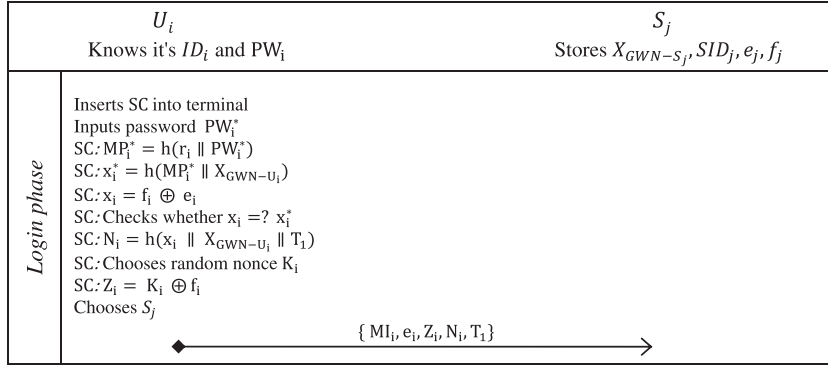 U_i
S_j
Knows it's ID_i and PW_i
Stores X_{GWN-S_j}, SID_j, e_j, f_j
Login phase
Inserts SC into terminal
Inputs password PW_i^*
SC: MP_i^* = h(r_i ∥ PW_i^*)
SC: x_i^* = h(MP_i^* ∥ X_{GWN-U_i})
SC: x_i = f_i ⊕ e_i
SC: Checks whether x_i =? x_i^*
SC: N_i = h(x_i ∥ X_{GWN-U_i} ∥ T_1)
SC: Chooses random nonce K_i
SC: Z_i = K_i ⊕ f_i
Chooses S_j
{ MI_i, e_i, Z_i, N_i, T_1}